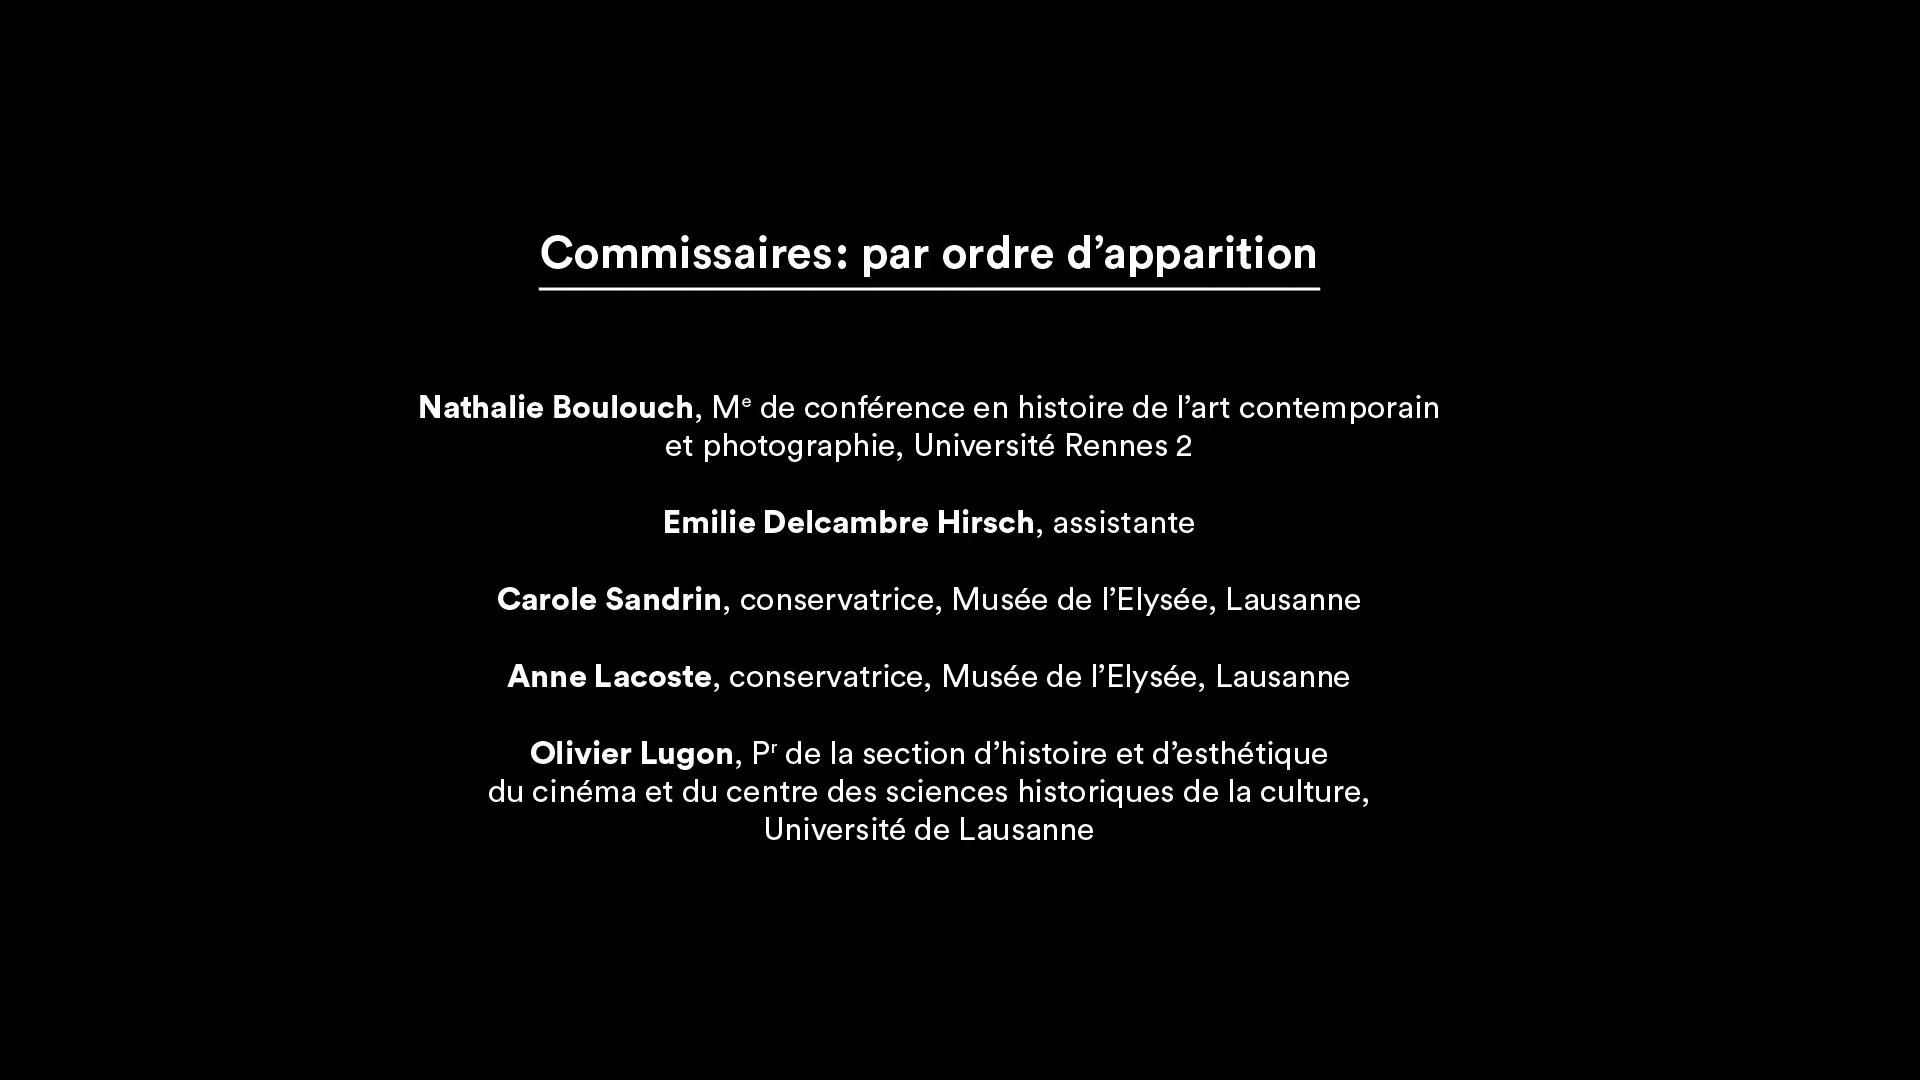 Commissaires: par ordre d’apparition
Nathalie Boulouch, Mᵉ de conférence en histoire de l’art contemporain
et photographie, Université Rennes 2
Emilie Delcambre Hirsch, assistante
Carole Sandrin, conservatrice, Musée de l’Elysée, Lausanne
Anne Lacoste, conservatrice, Musée de l’Elysée, Lausanne
Olivier Lugon, Pʳ de la section d’histoire et d’esthétique
du cinéma et du centre des sciences historiques de la culture,
Université de Lausanne